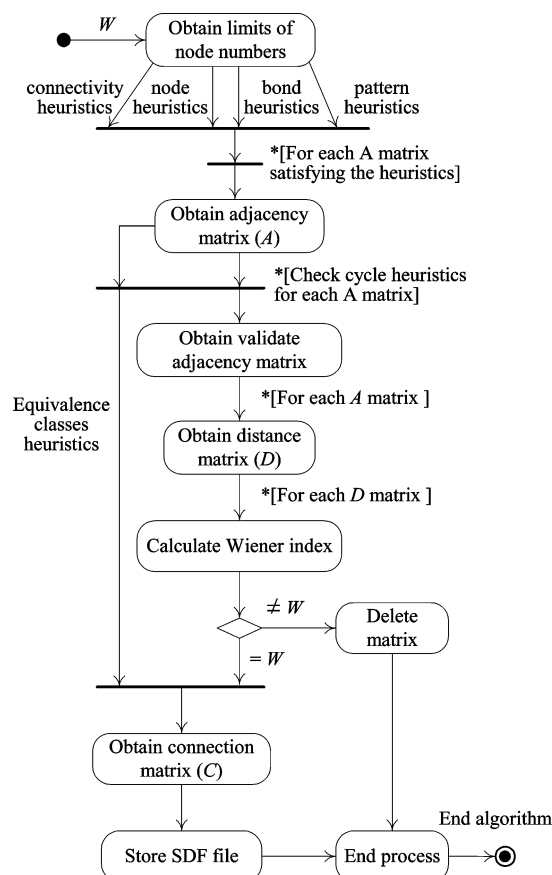 W
Obtain limits of
node numbers
connectivity
heuristics
node
heuristics
bond
heuristics
pattern
heuristics
*[For each A matrix
satisfying the heuristics]
Obtain adjacency
matrix (A)
*[Check cycle heuristics
for each A matrix]
Obtain validate
adjacency matrix
*[For each A matrix ]
Equivalence
classes
heuristics
Obtain distance
matrix (D)
*[For each D matrix ]
Calculate Wiener index
≠ W
Delete
matrix
= W
Obtain connection
matrix (C)
End algorithm
Store SDF file
End process